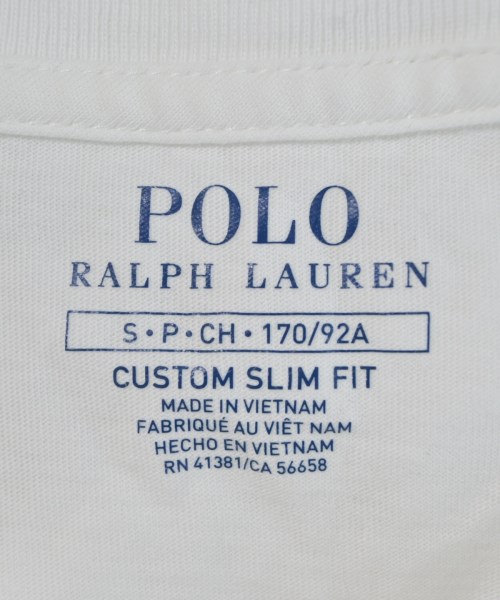 POLO
RALPH LAUREN
S • P • CH • 170/92A
CUSTOM SLIM FIT
MADE IN VIETNAM
FABRIQUÉ AU VIÊT NAM
HECHO EN VIETNAM
RN 41381/CA 56658